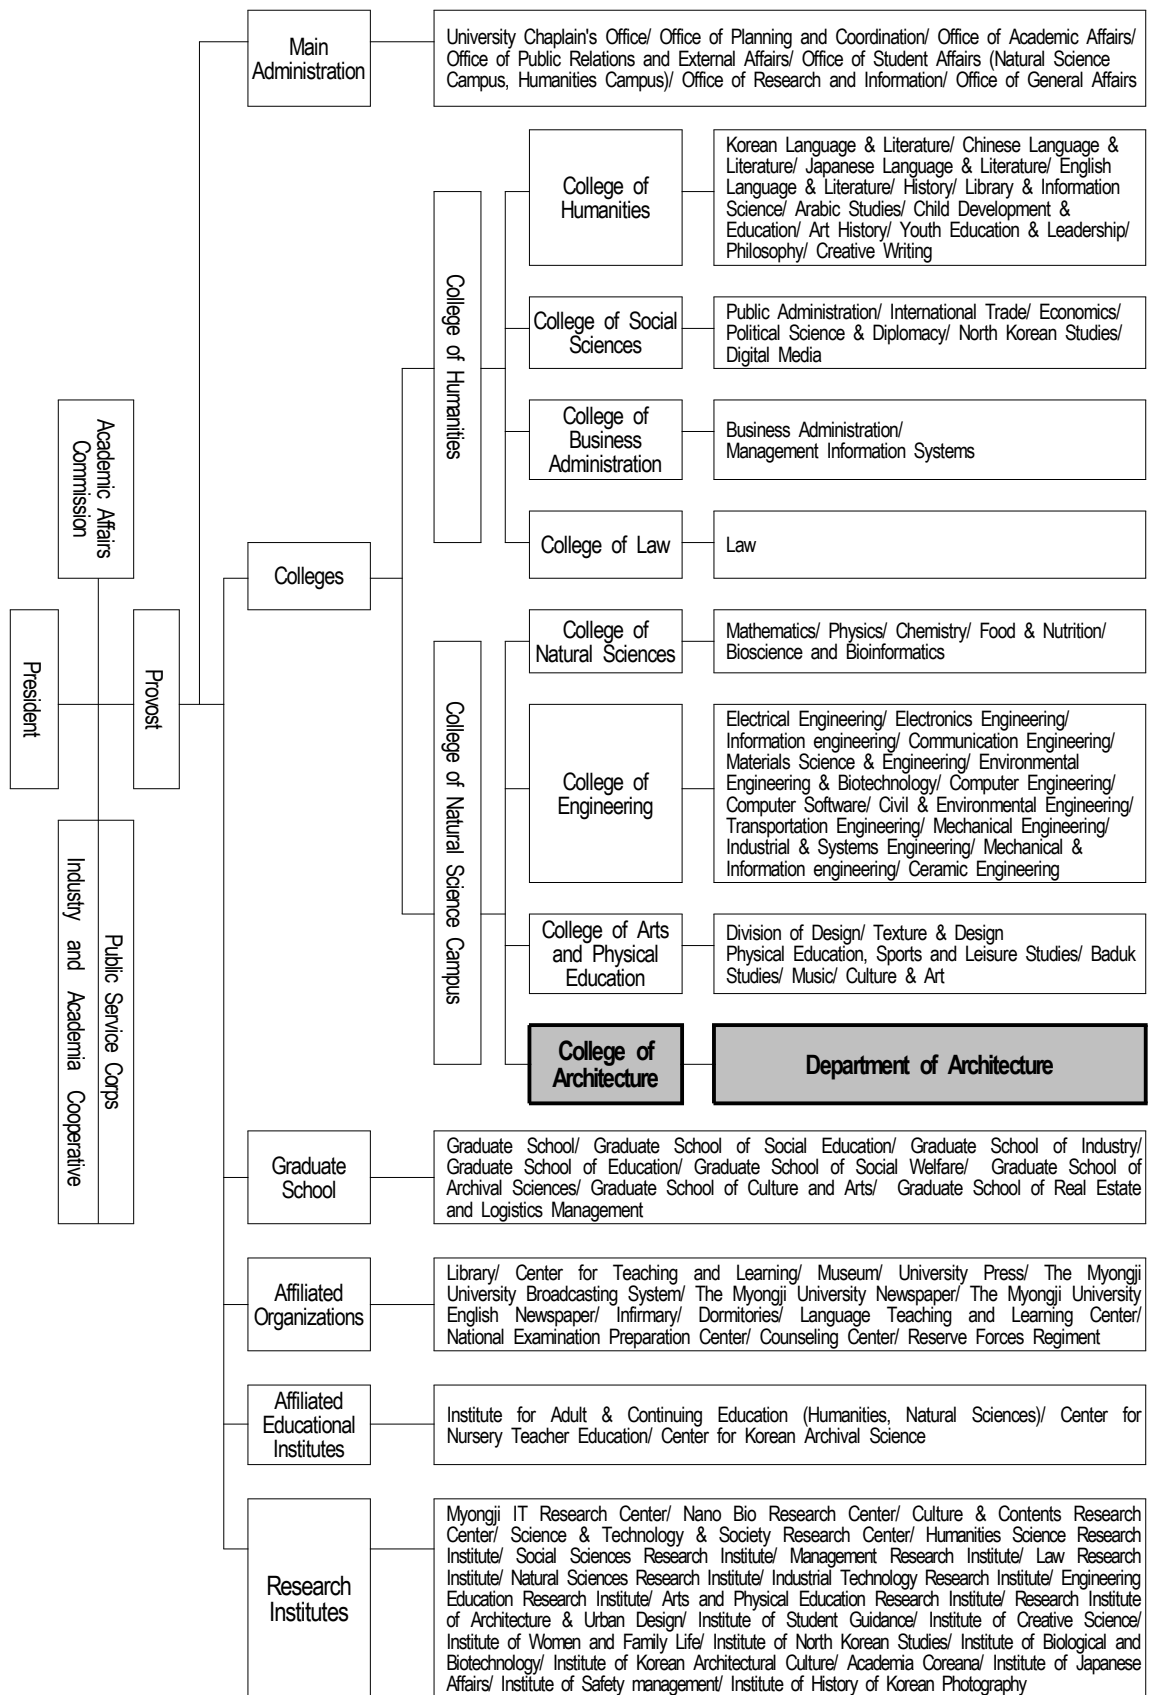 Main
Administration
University Chaplain's Office/ Office of Planning and Coordination/ Office of Academic Affairs/
Office of Public Relations and External Affairs/ Office of Student Affairs (Natural Science
Campus, Humanities Campus)/ Office of Research and Information/ Office of General Affairs
College of
Humanities
Korean Language & Literature/ Chinese Language &
Literature/ Japanese Language & Literature/ English
Language & Literature/ History/ Library & Information
Science/ Arabic Studies/ Child Development &
Education/ Art History/ Youth Education & Leadership/
Philosophy/ Creative Writing
College of Humanities
College of Social
Sciences
Public Administration/ International Trade/ Economics/
Political Science & Diplomacy/ North Korean Studies/
Digital Media
College of
Business
Administration
Business Administration/
Management Information Systems
College of Law
Law
Academic Affairs
Commission
Colleges
President
Provost
College of
Natural Sciences
Mathematics/ Physics/ Chemistry/ Food & Nutrition/
Bioscience and Bioinformatics
College of Natural Science Campus
College of
Engineering
Electrical Engineering/ Electronics Engineering/
Information engineering/ Communication Engineering/
Materials Science & Engineering/ Environmental
Engineering & Biotechnology/ Computer Engineering/
Computer Software/ Civil & Environmental Engineering/
Transportation Engineering/ Mechanical Engineering/
Industrial & Systems Engineering/ Mechanical &
Information engineering/ Ceramic Engineering
Public Service Corps
Industry and Academia Cooperative
College of Arts
and Physical
Education
Division of Design/ Texture & Design
Physical Education, Sports and Leisure Studies/ Baduk
Studies/ Music/ Culture & Art
College of
Architecture
Department of Architecture
Graduate
School
Graduate School/ Graduate School of Social Education/ Graduate School of Industry/
Graduate School of Education/ Graduate School of Social Welfare/ Graduate School of
Archival Sciences/ Graduate School of Culture and Arts/ Graduate School of Real Estate
and Logistics Management
Affiliated
Organizations
Library/ Center for Teaching and Learning/ Museum/ University Press/ The Myongji
University Broadcasting System/ The Myongji University Newspaper/ The Myongji University
English Newspaper/ Infirmary/ Dormitories/ Language Teaching and Learning Center/
National Examination Preparation Center/ Counseling Center/ Reserve Forces Regiment
Affiliated
Educational
Institutes
Institute for Adult & Continuing Education (Humanities, Natural Sciences)/ Center for
Nursery Teacher Education/ Center for Korean Archival Science
Research
Institutes
Myongji IT Research Center/ Nano Bio Research Center/ Culture & Contents Research
Center/ Science & Technology & Society Research Center/ Humanities Science Research
Institute/ Social Sciences Research Institute/ Management Research Institute/ Law Research
Institute/ Natural Sciences Research Institute/ Industrial Technology Research Institute/ Engineering
Education Research Institute/ Arts and Physical Education Research Institute/ Research Institute
of Architecture & Urban Design/ Institute of Student Guidance/ Institute of Creative Science/
Institute of Women and Family Life/ Institute of North Korean Studies/ Institute of Biological and
Biotechnology/ Institute of Korean Architectural Culture/ Academia Coreana/ Institute of Japanese
Affairs/ Institute of Safety management/ Institute of History of Korean Photography